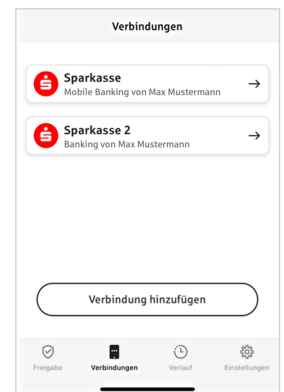 Verbindungen
Sparkasse
Mobile Banking von Max Mustermann
Sparkasse 2
Banking von Max Mustermann
Verbindung hinzufügen
Freigabe
Verbindungen
Verlauf
Einstellungen